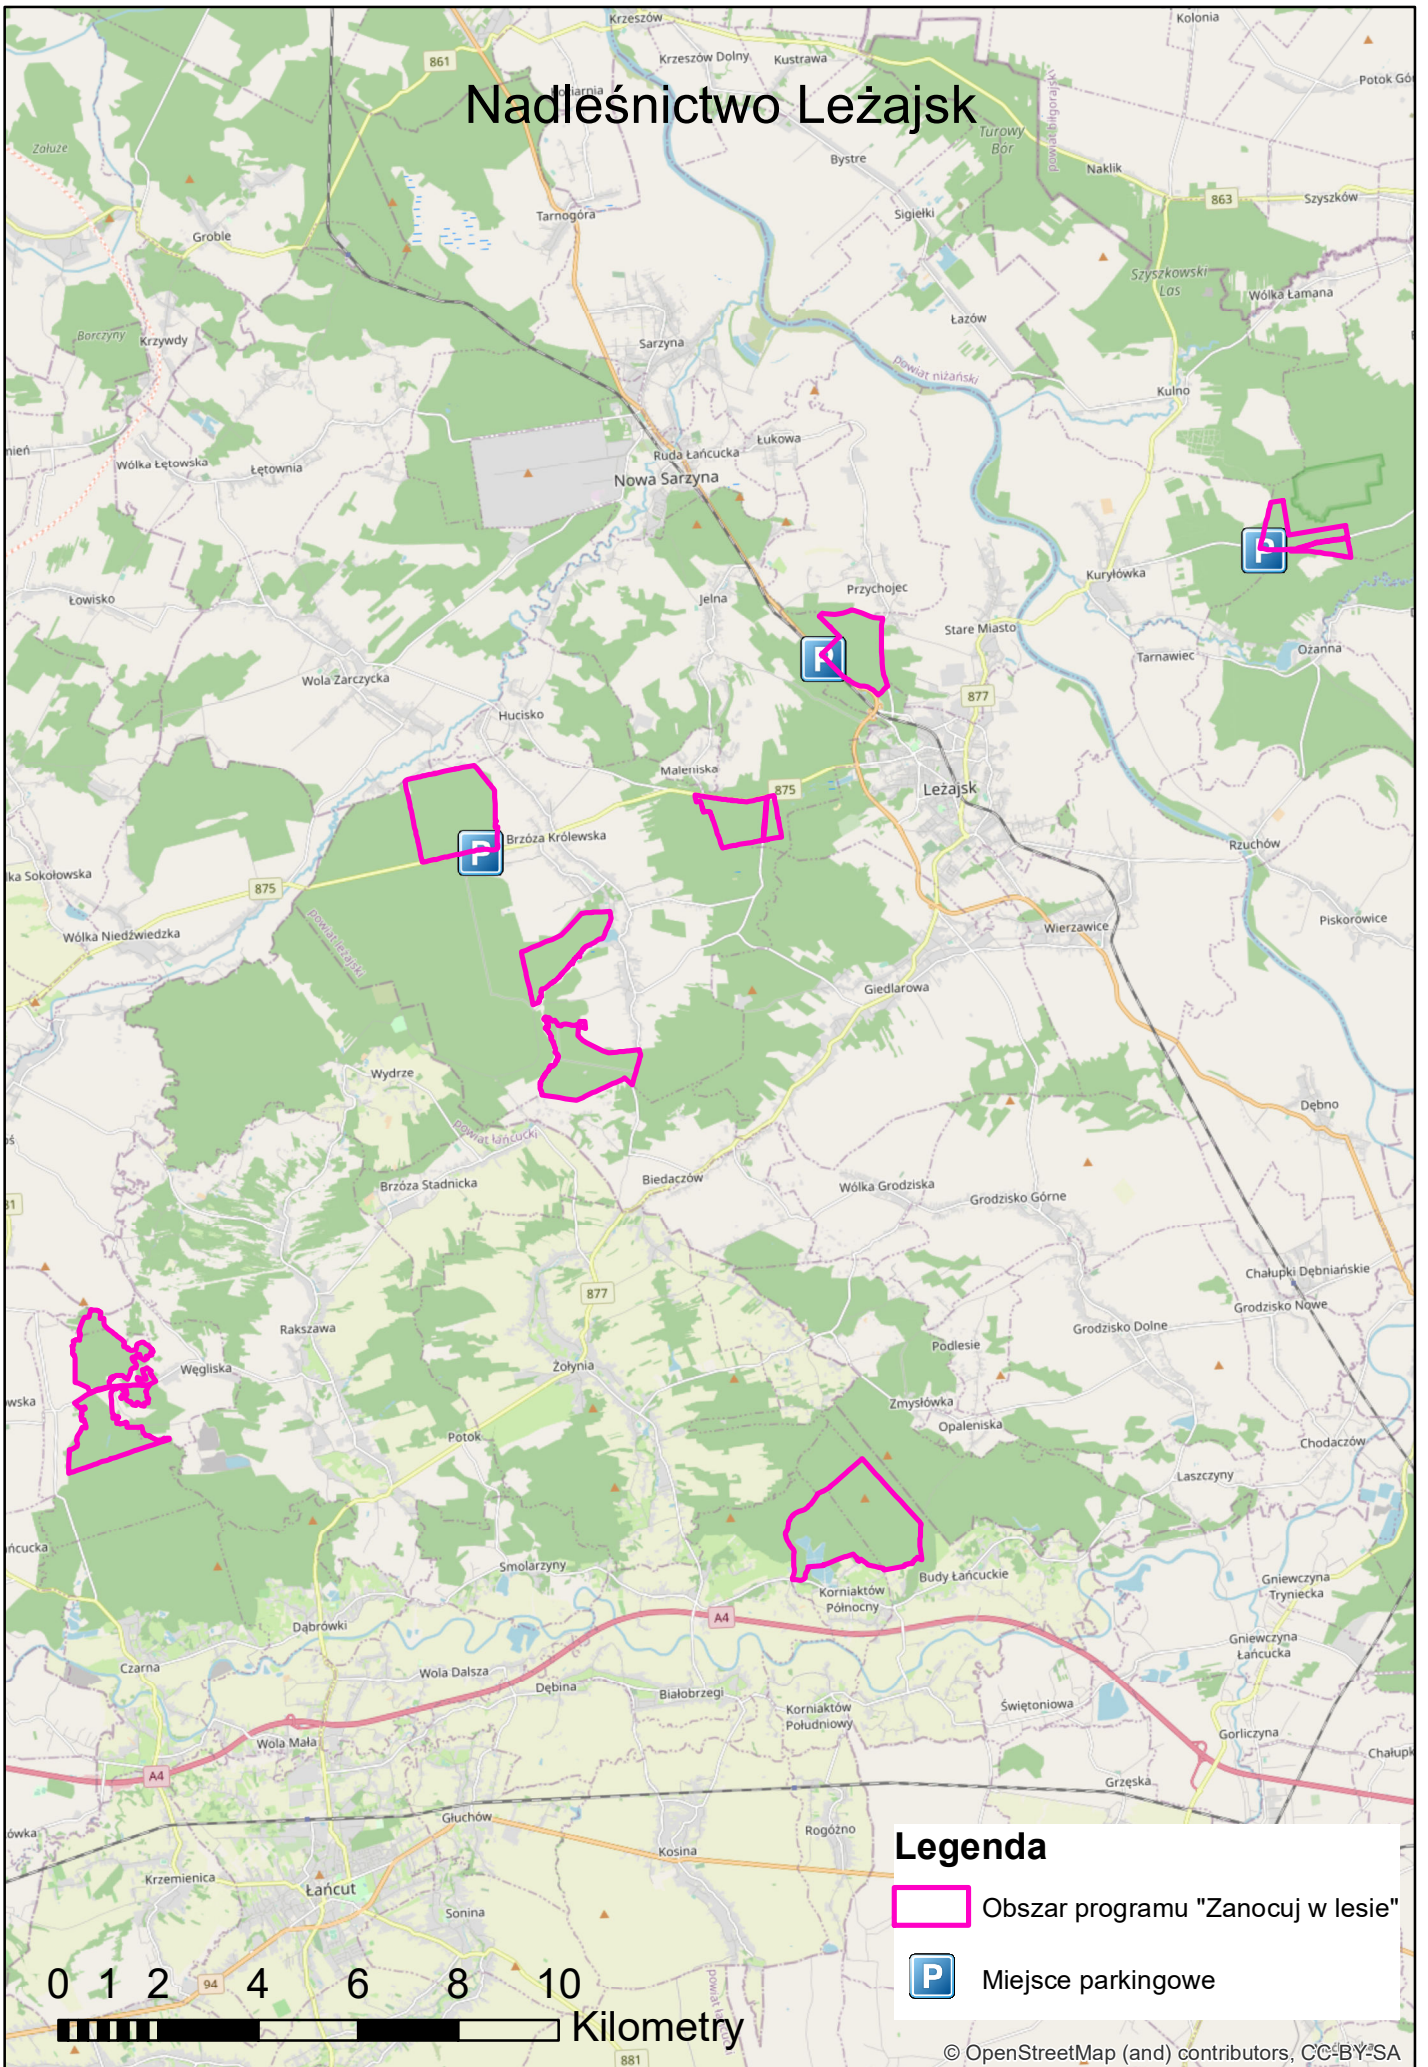 Krzeszów
Kolonia
861
Krzeszów Dolny
Kustrawa
Nadleśnictwo Leżajsk
powiat biłgorajski
Turowy
Bór
Załuże
Bystre
Naklik
863
Szyszków
Tarnogóra
Sigiełki
Groble
Szyszkowski
Las
Wólka Łamana
Łazów
Borczyny
Krzywdy
Sarzyna
powiat niżański
Kulno
Łukowa
Ruda Łańcucka
Wólka Łętowska
Łętownia
Nowa Sarzyna
P
Kuryłówka
Łowisko
Jelna
Przychojec
Stare Miasto
P
Tarnawiec
Ożanna
Wola Zarczycka
877
Hucisko
Maleniska
875
Leżajsk
P
Brzóza Królewska
Rzuchów
875
Wólka Niedźwiedzka
powiat leżajski
Piskorowice
Wierzawice
Giedlarowa
Wydrze
Dębno
powiat łańcucki
Brzóza Stadnicka
Biedaczów
Wólka Grodziska
Grodzisko Górne
Chałupki Dębniańskie
877
Grodzisko Nowe
Rakszawa
Grodzisko Dolne
Podlesie
Węgliska
Żołynia
Zmysłówka
Opaleniska
Potok
Chodaczów
Laszczyny
Smolarzyny
Budy Łańcuckie
Gniewczyna
Tryniecka
Korniaktów
Północny
A4
Dąbrówki
Gniewczyna
Łańcucka
Czarna
Wola Dalsza
Dębina
Białobrzegi
Korniaktów
Południowy
Świętoniowa
Gorliczyna
Wola Mała
A4
Grzęska
Głuchów
Rogóżno
Kosina
Krzemienica
Łańcut
Sonina
94
881
Legenda
Obszar programu "Zanocuj w lesie"
P
Miejsce parkingowe
0 1 2 4 6 8 10
Kilometry
© OpenStreetMap (and) contributors, CC-BY-SA